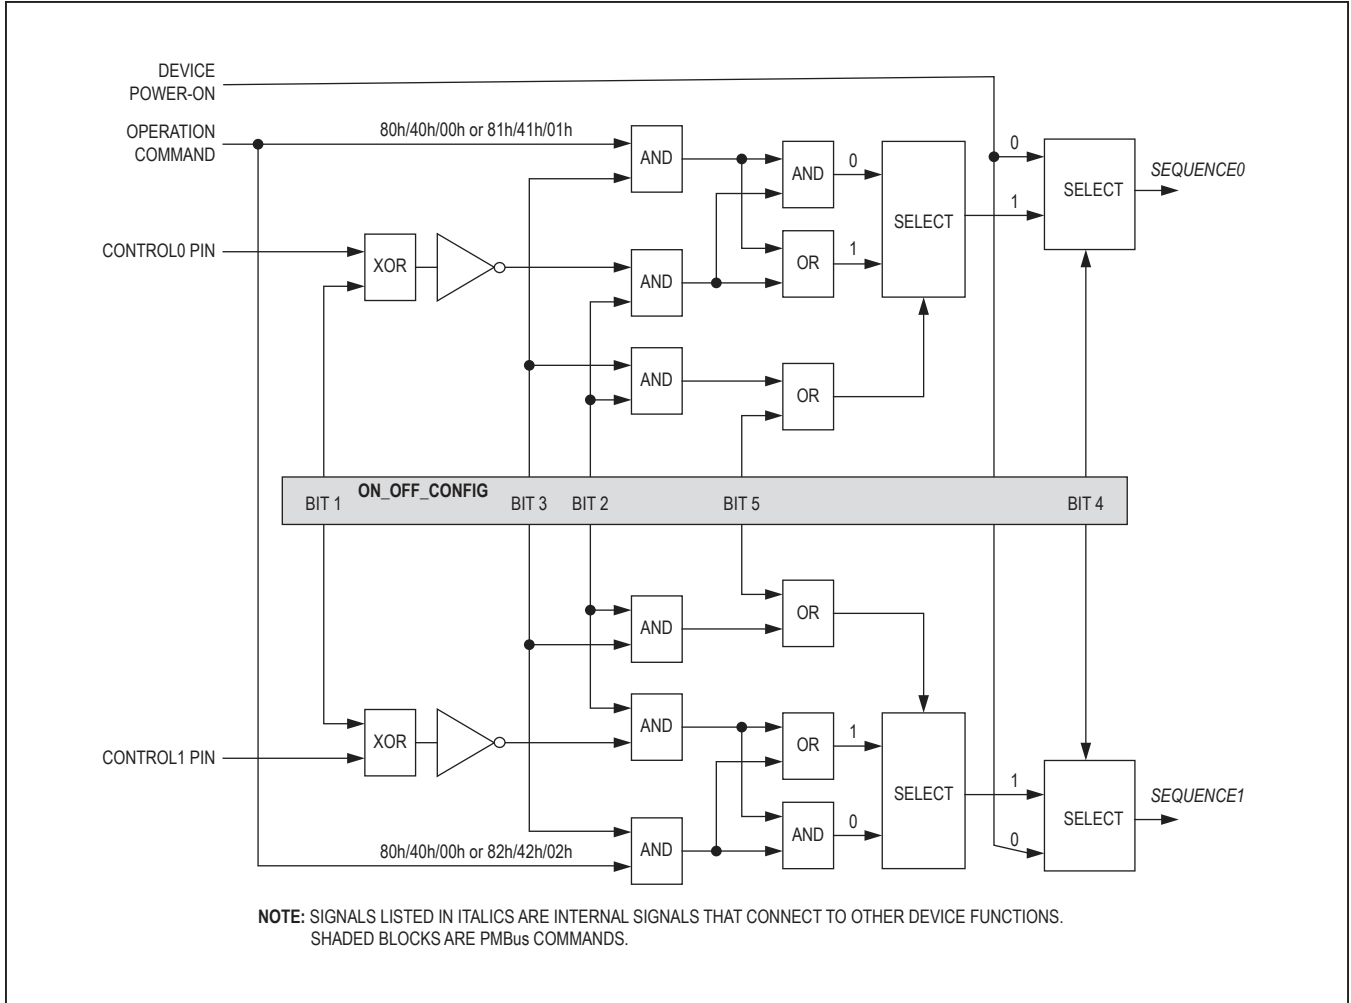 DEVICE
POWER-ON
OPERATION
COMMAND
80h/40h/00h or 81h/41h/01h
AND
AND
0
SELECT
0
SELECT
SEQUENCE0
1
CONTROL0 PIN
XOR
AND
OR
1
AND
OR
ON_OFF_CONFIG
BIT 1
BIT 3
BIT 2
BIT 5
BIT 4
AND
OR
CONTROL1 PIN
XOR
AND
OR
1
SELECT
1
SELECT
SEQUENCE1
80h/40h/00h or 82h/42h/02h
AND
AND
0
0
NOTE: SIGNALS LISTED IN ITALICS ARE INTERNAL SIGNALS THAT CONNECT TO OTHER DEVICE FUNCTIONS.
SHADED BLOCKS ARE PMBus COMMANDS.